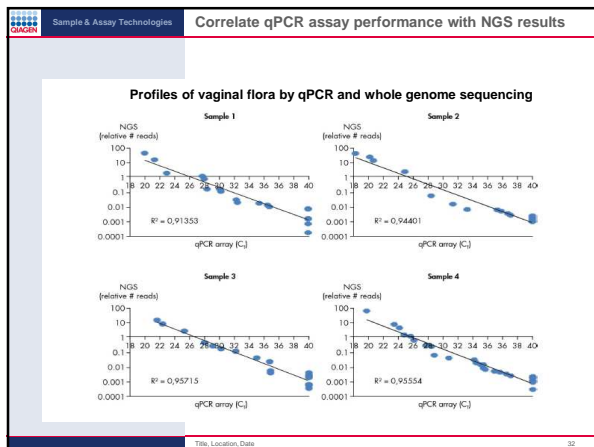 QIAGEN
Sample & Assay Technologies
Correlate qPCR assay performance with NGS results
Profiles of vaginal flora by qPCR and whole genome sequencing
Sample 1
NGS
(relative # reads)
100
10
1
0.1
0.01
0.001
0.0001
18 20 22 24 26 28 30 32 34 36 38 40
R² = 0,91353
qPCR array (CT)
Sample 2
NGS
(relative # reads)
100
10
1
0.1
0.01
0.001
0.0001
18 20 22 24 26 28 30 32 34 36 38 40
R² = 0,94401
qPCR array (CT)
Sample 3
NGS
(relative # reads)
100
10
1
0.1
0.01
0.001
0.0001
18 20 22 24 26 28 30 32 34 36 38 40
R² = 0,95715
qPCR array (CT)
Sample 4
NGS
(relative # reads)
100
10
1
0.1
0.01
0.001
0.0001
18 20 22 24 26 28 30 32 34 36 38 40
R² = 0,95554
qPCR array (CT)
Title, Location, Date
32